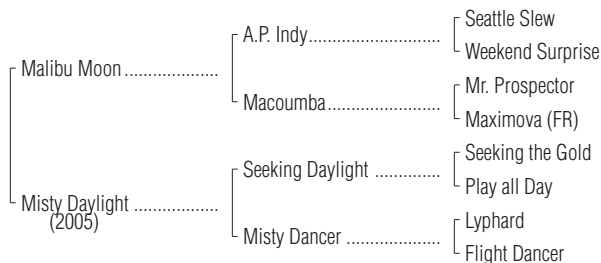 Seattle Slew
A.P. Indy.............................
Weekend Surprise
Malibu Moon....................
Mr. Prospector
Macoumba........................
Maximova (FR)
Seeking the Gold
Seeking Daylight ..............
Play all Day
Misty Daylight ..................
(2005)
Lyphard
Misty Dancer ....................
Flight Dancer